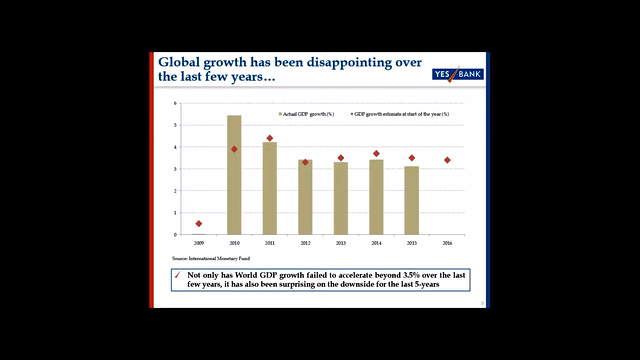 Global growth has been disappointing over
the last few years…
YES BANK
Actual GDP growth (%)
GDP growth estimate at start of the year (%)
6
5
4
3
2
1
0
2009 2010 2011 2012 2013 2014 2015 2016
Source: International Monetary Fund
Not only has World GDP growth failed to accelerate beyond 3.5% over the last
few years, it has also been surprising on the downside for the last 5-years